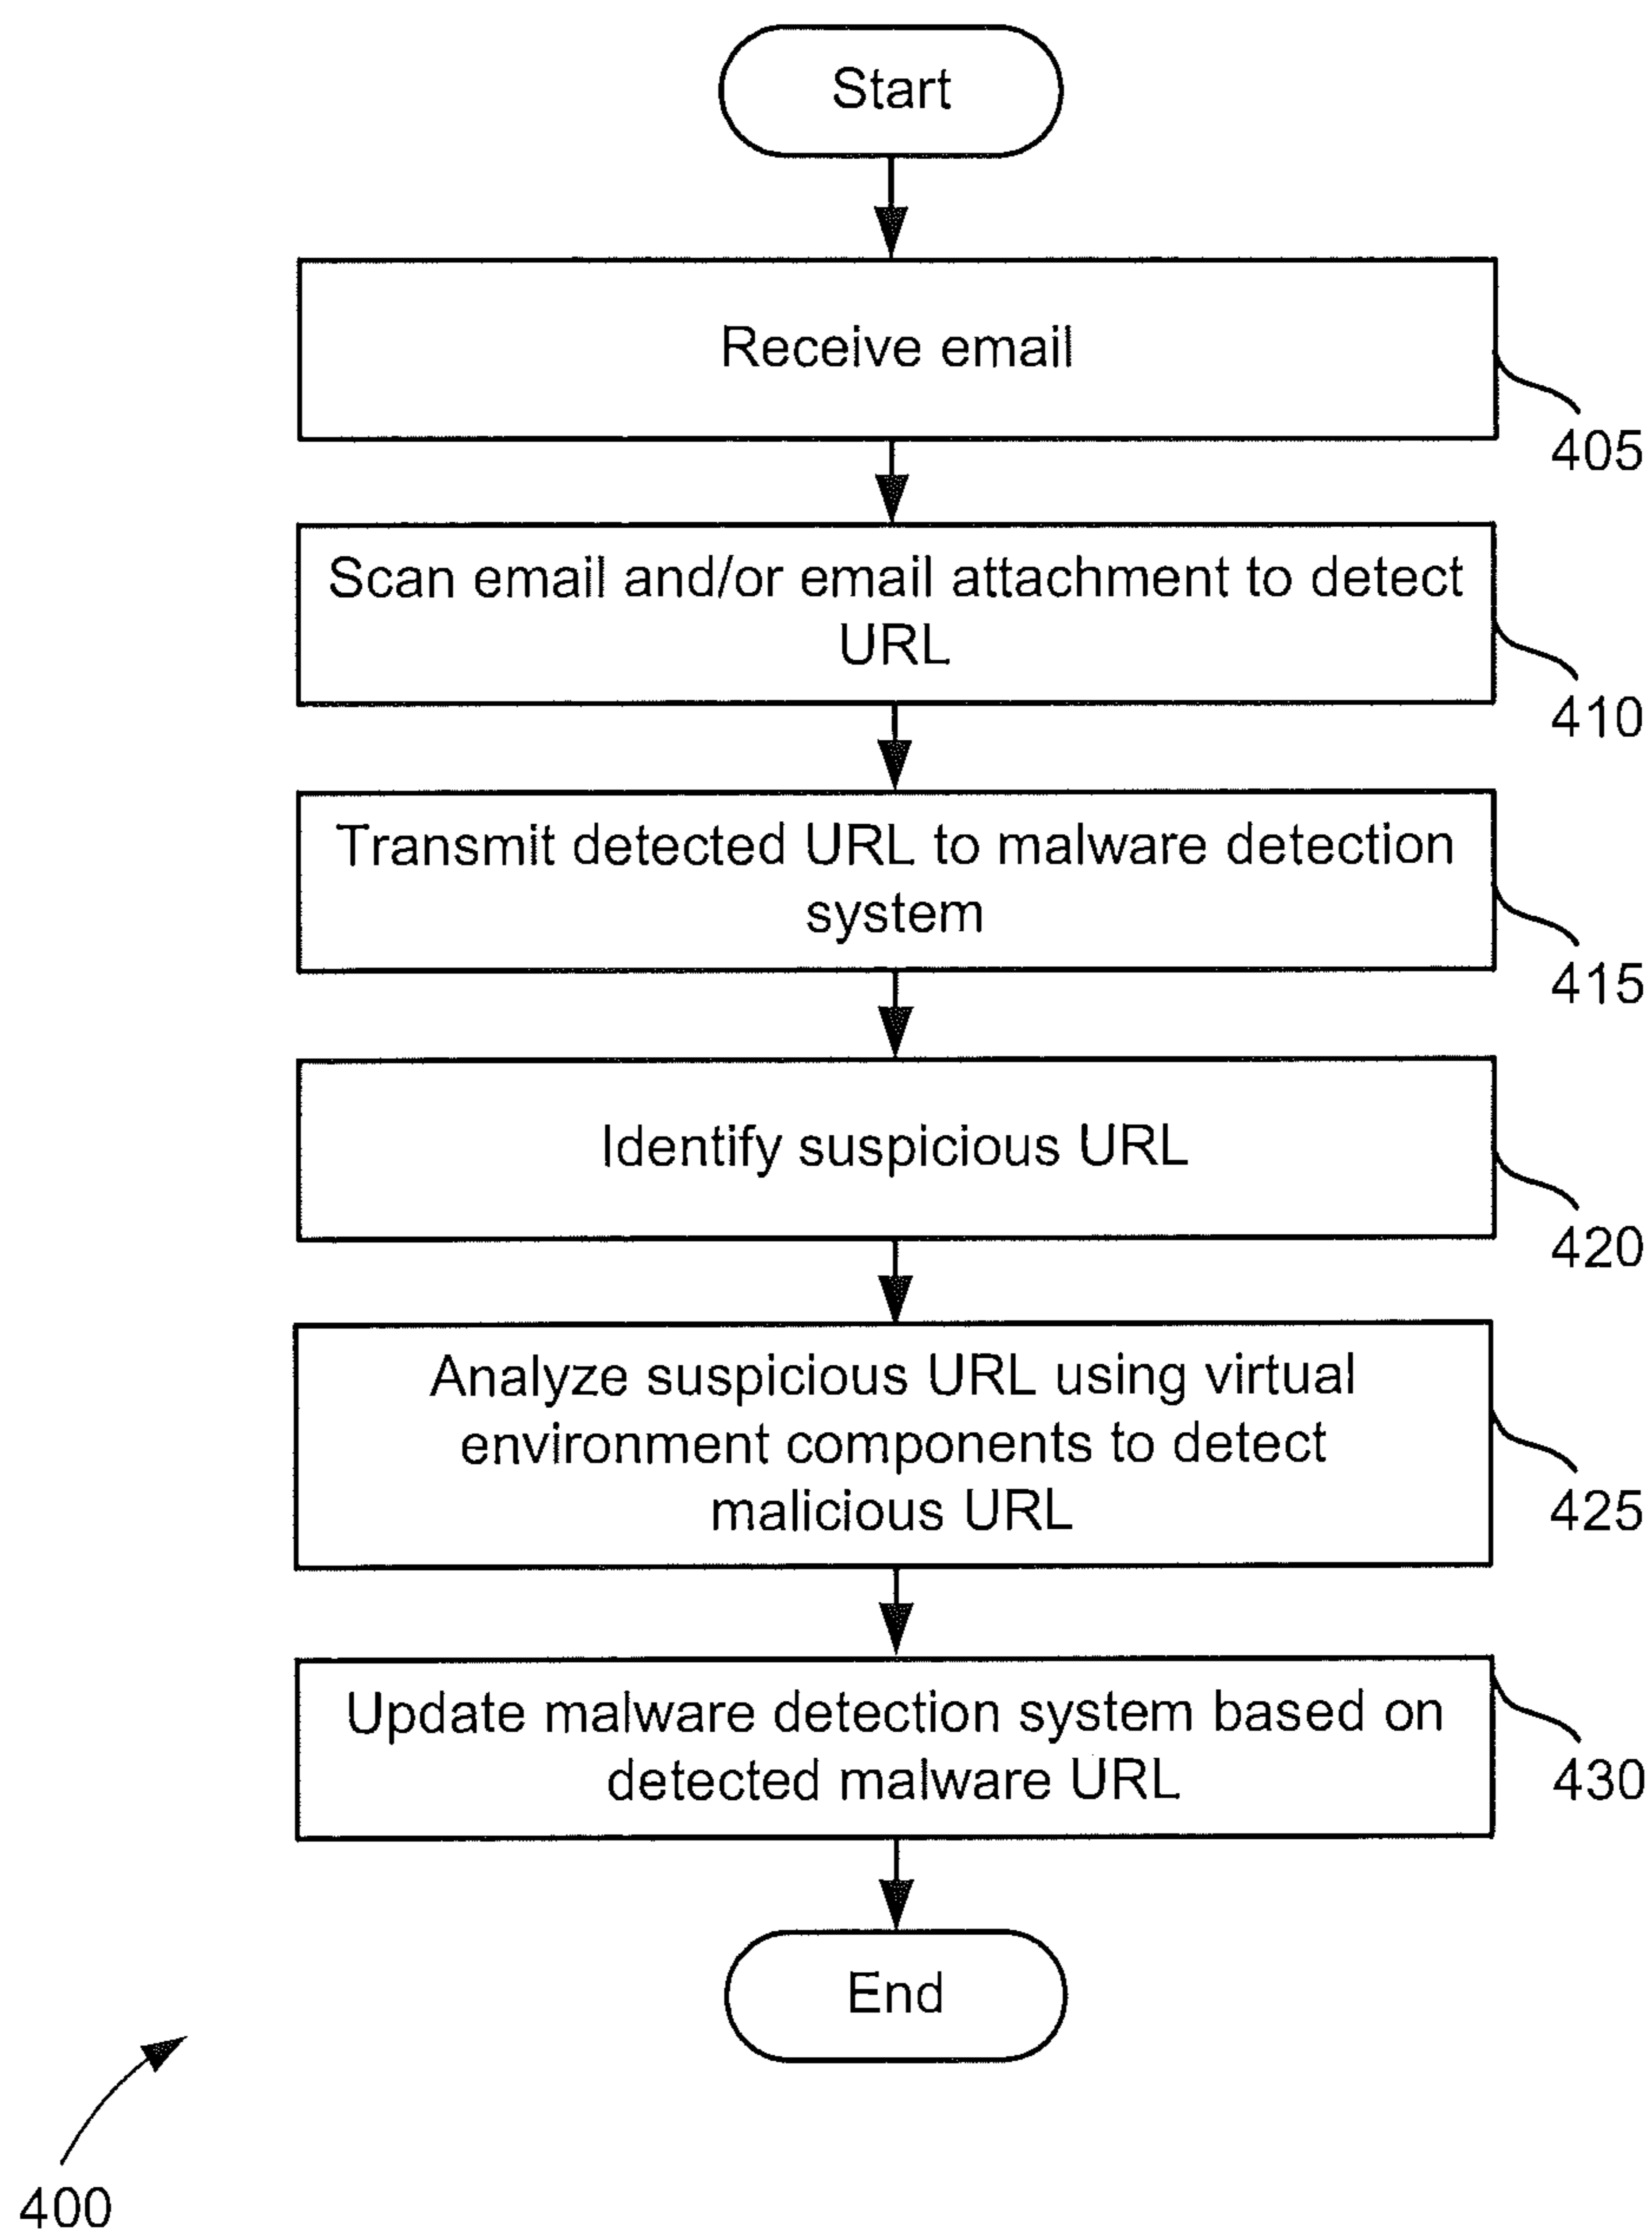 Start
Receive email
405
Scan email and/or email attachment to detect
URL
410
Transmit detected URL to malware detection
system
415
Identify suspicious URL
420
Analyze suspicious URL using virtual
environment components to detect
malicious URL
425
Update malware detection system based on
detected malware URL
430
End
400